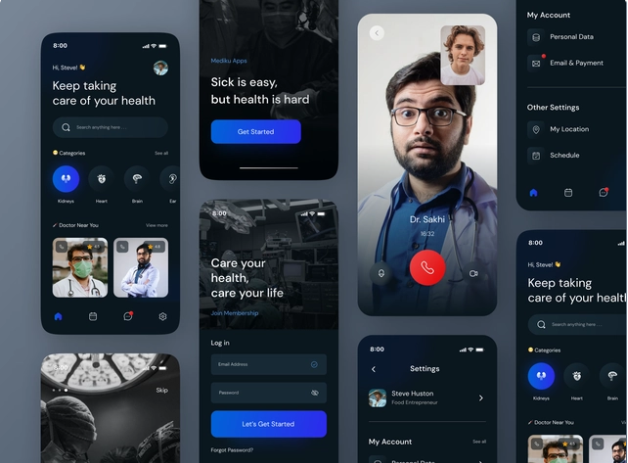 8:00
Hi, Steve! 👋
Keep taking
care of your health
Search anything here ...
Categories
See all
Kidneys
Heart
Brain
Ear
Doctor Near You
View more
Skip
Mediku Apps
Sick is easy,
but health is hard
Get Started
8:00
Care your
health,
care your life
Join Membership
Log in
Email Address
Password
Let's Get Started
Forgot Password?
Dr. Sakhi
16:32
8:00
Settings
Steve Huston
Food Entrepreneur
My Account
See all
Personal Data
My Account
Personal Data
Email & Payment
Other Settings
My Location
Schedule
8:00
Hi, Steve! 👋
Keep taking
care of your healt
Search anything here ...
Categories
Kidneys
Heart
Brain
Doctor Near You